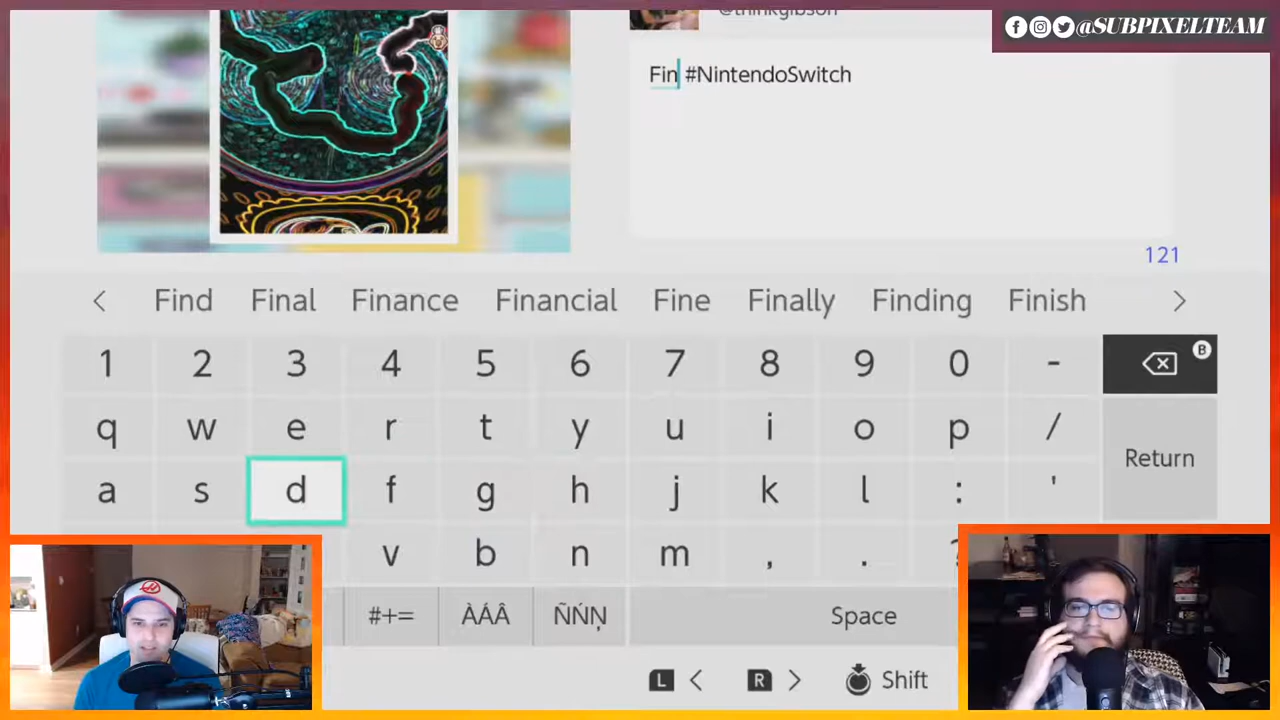 @SUBPIXELTEAM
@thinkgibson
Fin #NintendoSwitch
121
< Find Final Finance Financial Fine Finally Finding Finish >
1 2 3 4 5 6 7 8 9 0 - B
q w e r t y u i o p /
Return
a s d f g h j k l : '
v b n m , .
#+= ÀÁÂ ÑŃŅ Space
L < R > Shift